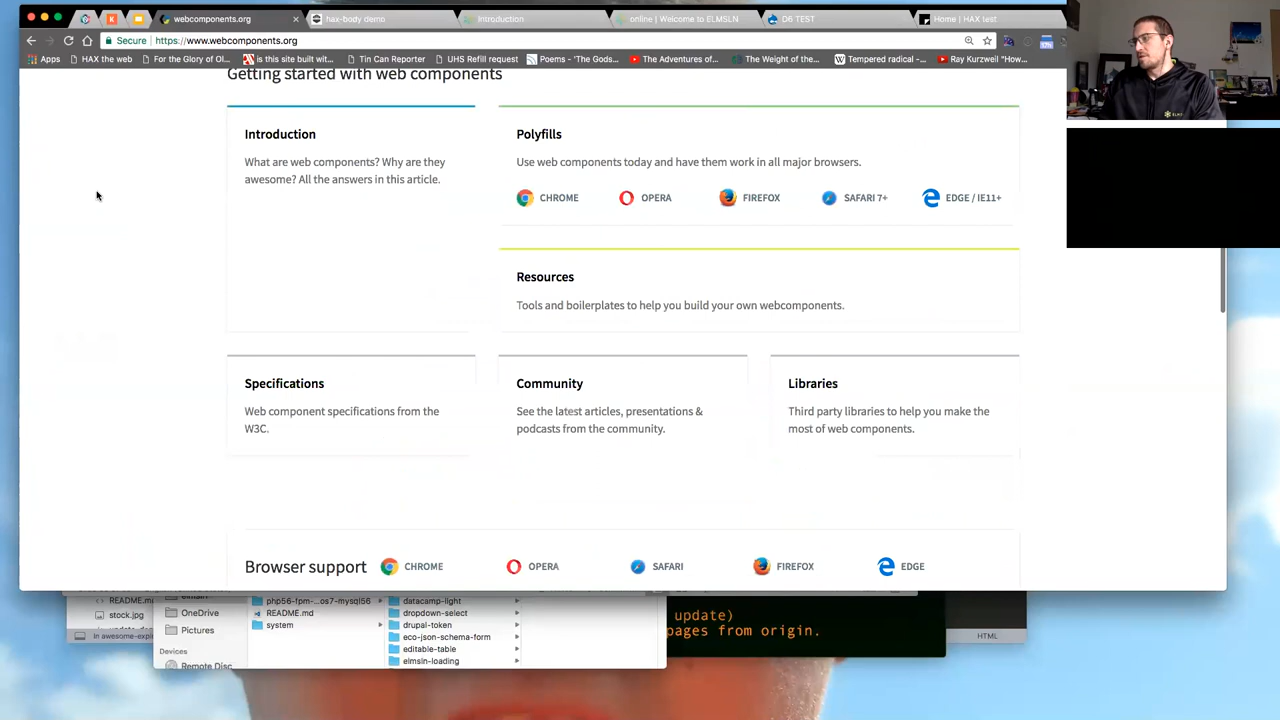 webcomponents.org
hax-body demo
Introduction
online | Welcome to ELMSLN
D6 TEST
Home | HAX test
Secure
https://www.webcomponents.org
Apps
HAX the web
For the Glory of Ol...
is this site built wit...
Tin Can Reporter
UHS Refill request
Poems - 'The Gods...
The Adventures of...
The Weight of the...
Tempered radical -...
Ray Kurzweil "How...
Getting started with web components
Introduction
What are web components? Why are they
awesome? All the answers in this article.
Polyfills
Use web components today and have them work in all major browsers.
CHROME
OPERA
FIREFOX
SAFARI 7+
EDGE / IE11+
Resources
Tools and boilerplates to help you build your own webcomponents.
Specifications
Web component specifications from the
W3C.
Community
See the latest articles, presentations &
podcasts from the community.
Libraries
Third party libraries to help you make the
most of web components.
Browser support
CHROME
OPERA
SAFARI
FIREFOX
EDGE
README.m
stock.jpg
In awesome-expl
OneDrive
Pictures
Devices
Remote Disc
php56-fpm-...os7-mysql56
README.md
system
datacamp-light
dropdown-select
drupal-token
eco-json-schema-form
editable-table
elmsln-loading
update)
pages from origin.
HTML